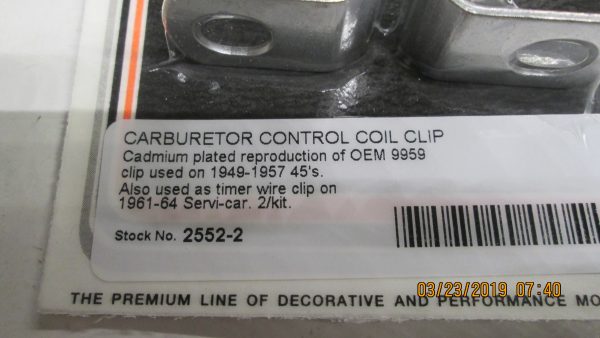 CARBURETOR CONTROL COIL CLIP
Cadmium plated reproduction of OEM 9959
clip used on 1949-1957 45's.
Also used as timer wire clip on
1961-64 Servi-car. 2/kit.
Stock No. 2552-2
03/23/2019 07:40
THE PREMIUM LINE OF DECORATIVE AND PERFORMANCE MO